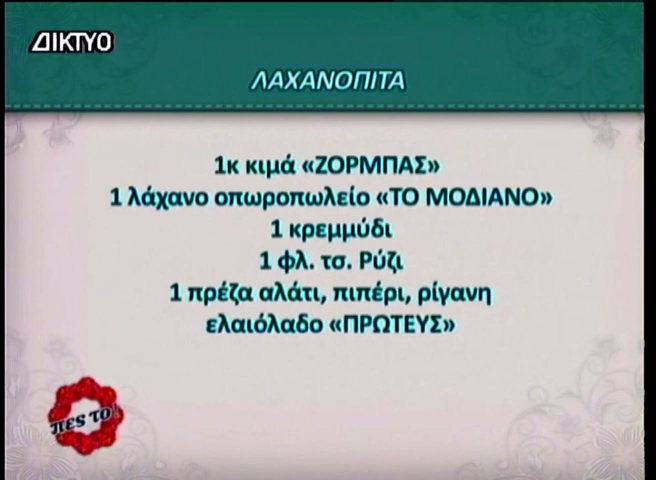 ΔΙΚΤΥΟ
ΛΑΧΑΝΟΠΙΤΑ
1κ κιμά «ΖΟΡΜΠΑΣ»
1 λάχανο οπωροπωλείο «ΤΟ ΜΟΔΙΑΝΟ»
1 κρεμμύδι
1 φλ. τσ. Ρύζι
1 πρέζα αλάτι, πιπέρι, ρίγανη
ελαιόλαδο «ΠΡΩΤΕΥΣ»
πες το!